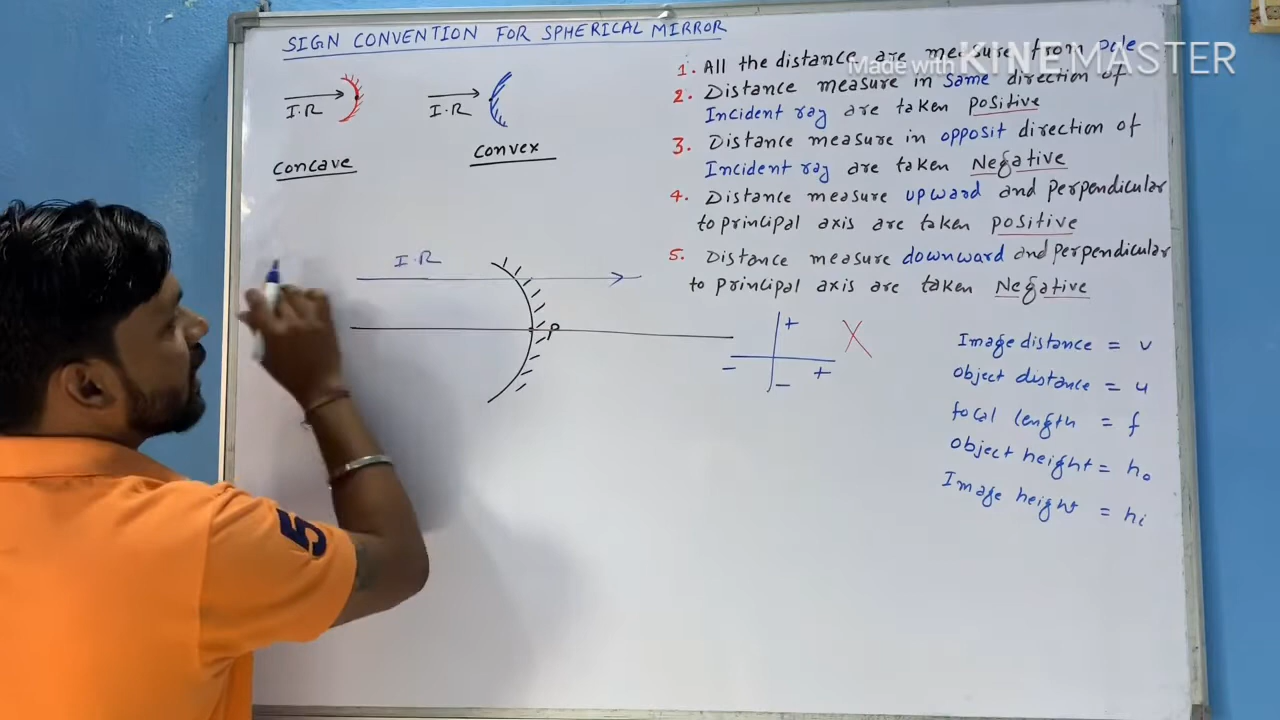 SIGN CONVENTION FOR SPHERICAL MIRROR
I.R
I.R
Concave
Convex
1. All the distance are measure from Pole
Made with KINEMASTER
2. Distance measure in same direction of
Incident ray are taken positive
3. Distance measure in opposit direction of
Incident ray are taken Negative
4. Distance measure upward and perpendicular
to principal axis are taken positive
5. Distance measure downward and perpendicular
to principal axis are taken Negative
I.R
P
+
- +
-
X
Image distance = v
object distance = u
focal length = f
object height = ho
Image height = hi
5